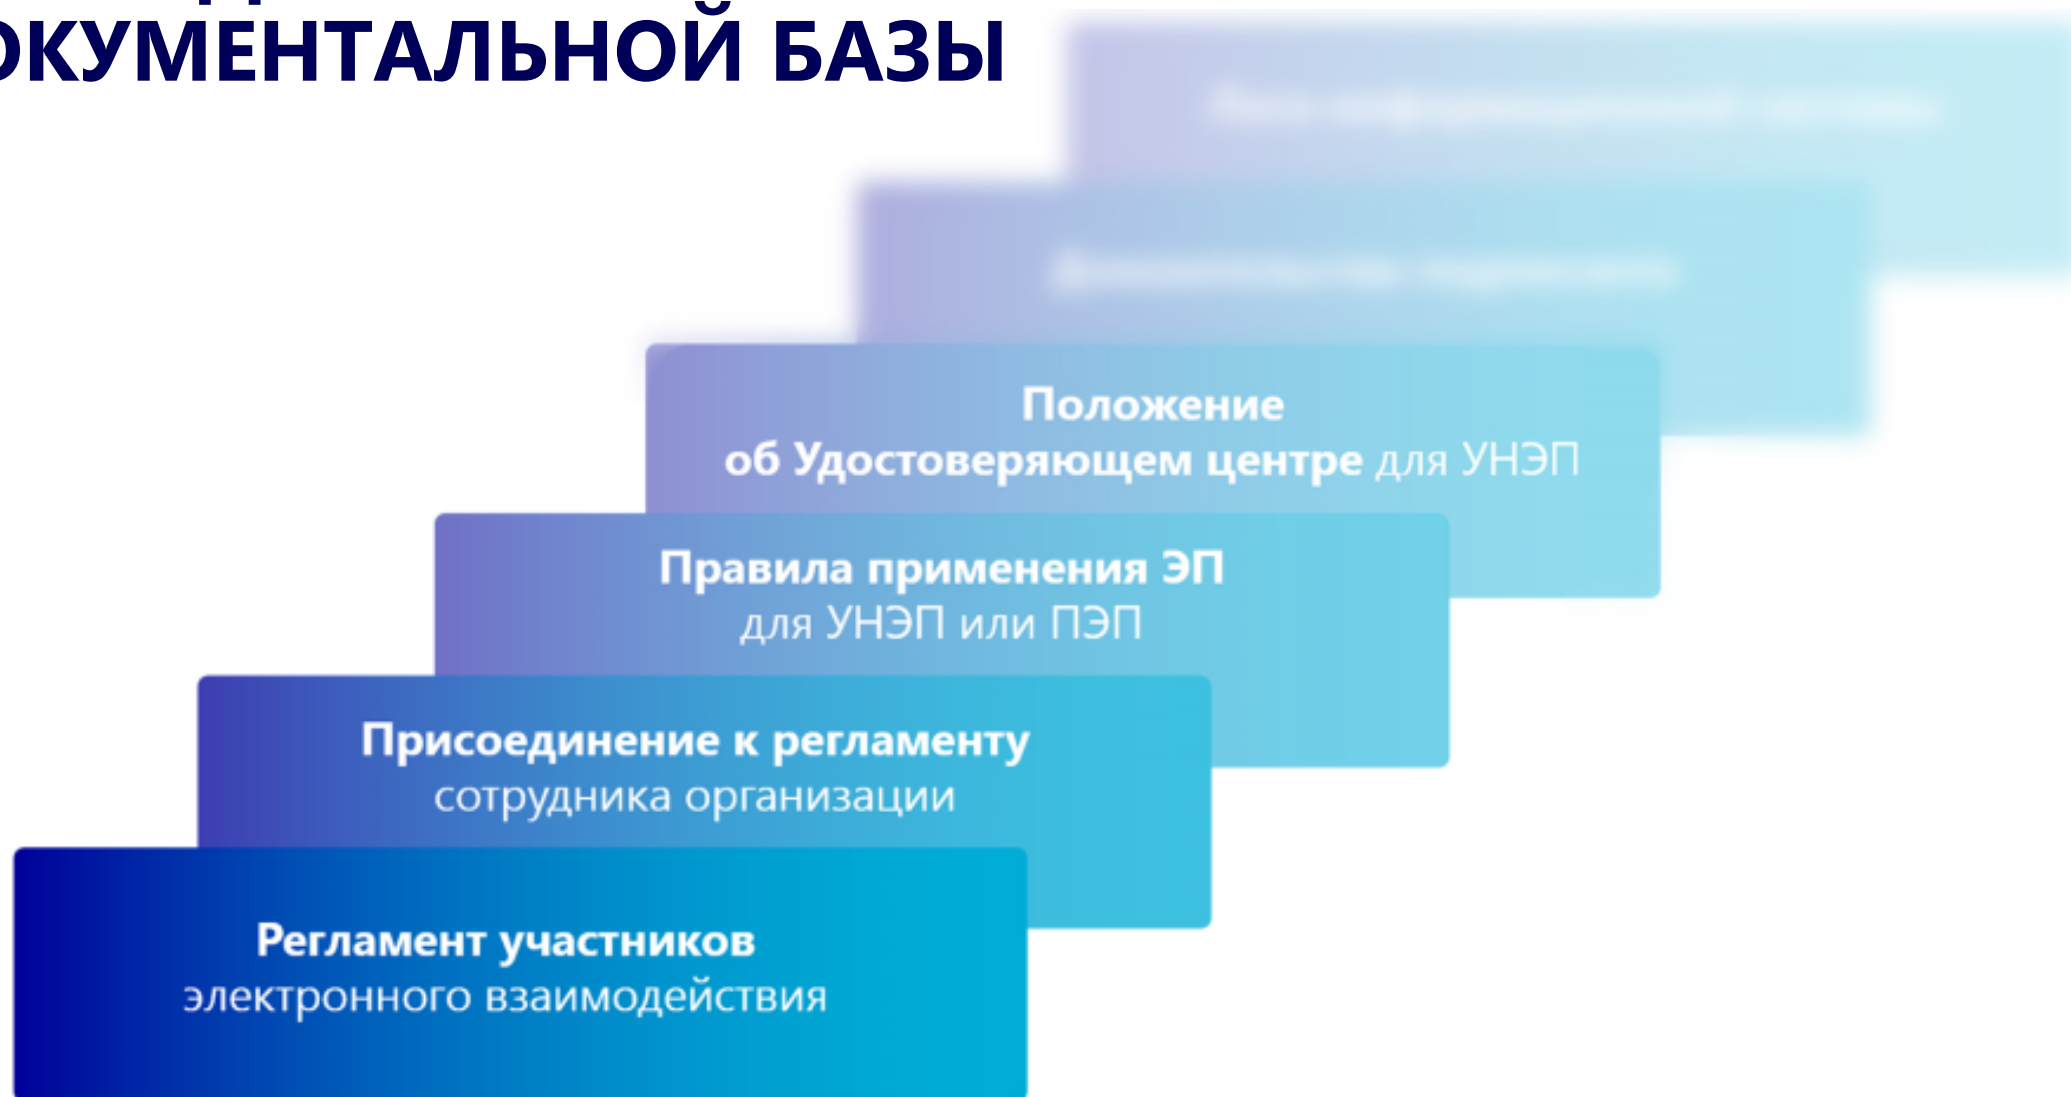 ОКУМЕНТАЛЬНОЙ БАЗЫ
Положение
об Удостоверяющем центре для УНЭП
Правила применения ЭП
для УНЭП или ПЭП
Присоединение к регламенту
сотрудника организации
Регламент участников
электронного взаимодействия